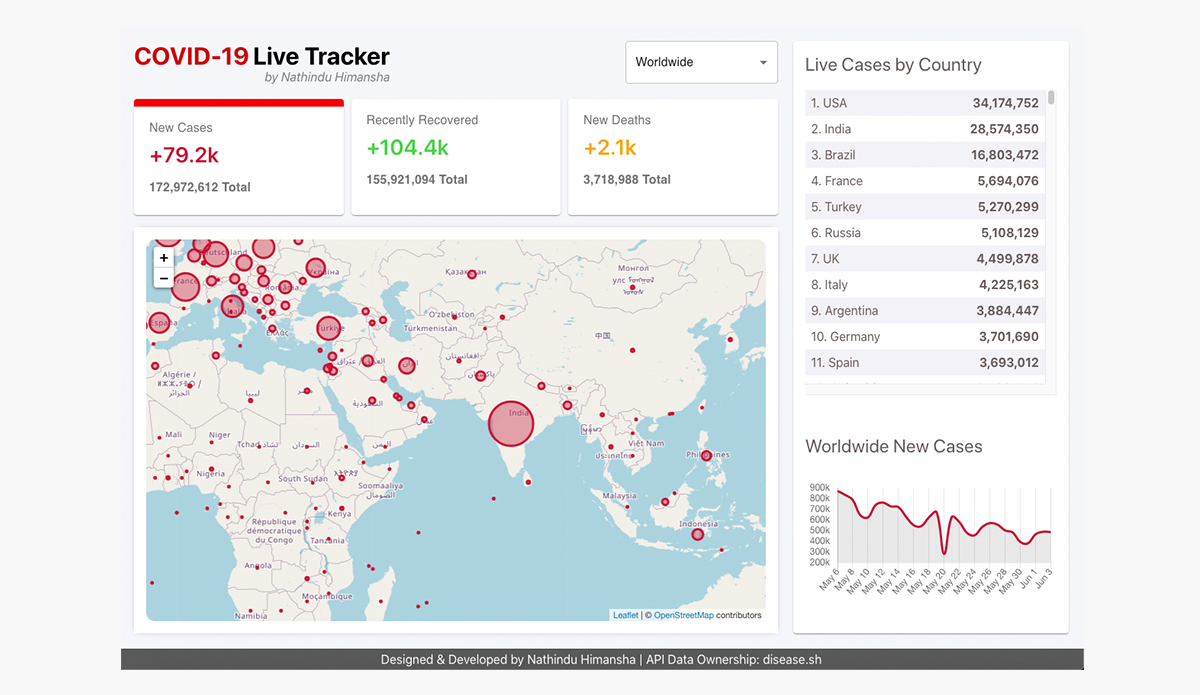 COVID-19 Live Tracker
by Nathindu Himansha
Worldwide
New Cases
+79.2k
172,972,612 Total
Recently Recovered
+104.4k
155,921,094 Total
New Deaths
+2.1k
3,718,988 Total
+
−
Қазақстан
Монгол
улс
O'zbekiston
Türkmenistan
中国
افغانستان
Türkiye
France
España
România
Ελλάς
Algérie /
الجزائر
ليبيا
السعودية
عمان
India
Mali
Niger
Tchad تشاد
السودان
اليمن
Nigeria
South Sudan
Soomaaliya
الصومال
Kenya
République
démocratique
du Congo
Tanzania
Angola
Moçambique
Namibia
Việt Nam
ประเทศไทย
Philippines
Malaysia
Indonesia
Leaflet | © OpenStreetMap contributors
Live Cases by Country
1. USA 34,174,752
2. India 28,574,350
3. Brazil 16,803,472
4. France 5,694,076
5. Turkey 5,270,299
6. Russia 5,108,129
7. UK 4,499,878
8. Italy 4,225,163
9. Argentina 3,884,447
10. Germany 3,701,690
11. Spain 3,693,012
Worldwide New Cases
900k
800k
700k
600k
500k
400k
300k
200k
May 6 May 8 May 10 May 12 May 14 May 16 May 18 May 20 May 22 May 24 May 26 May 28 May 30 Jun 1 Jun 3
Designed & Developed by Nathindu Himansha | API Data Ownership: disease.sh